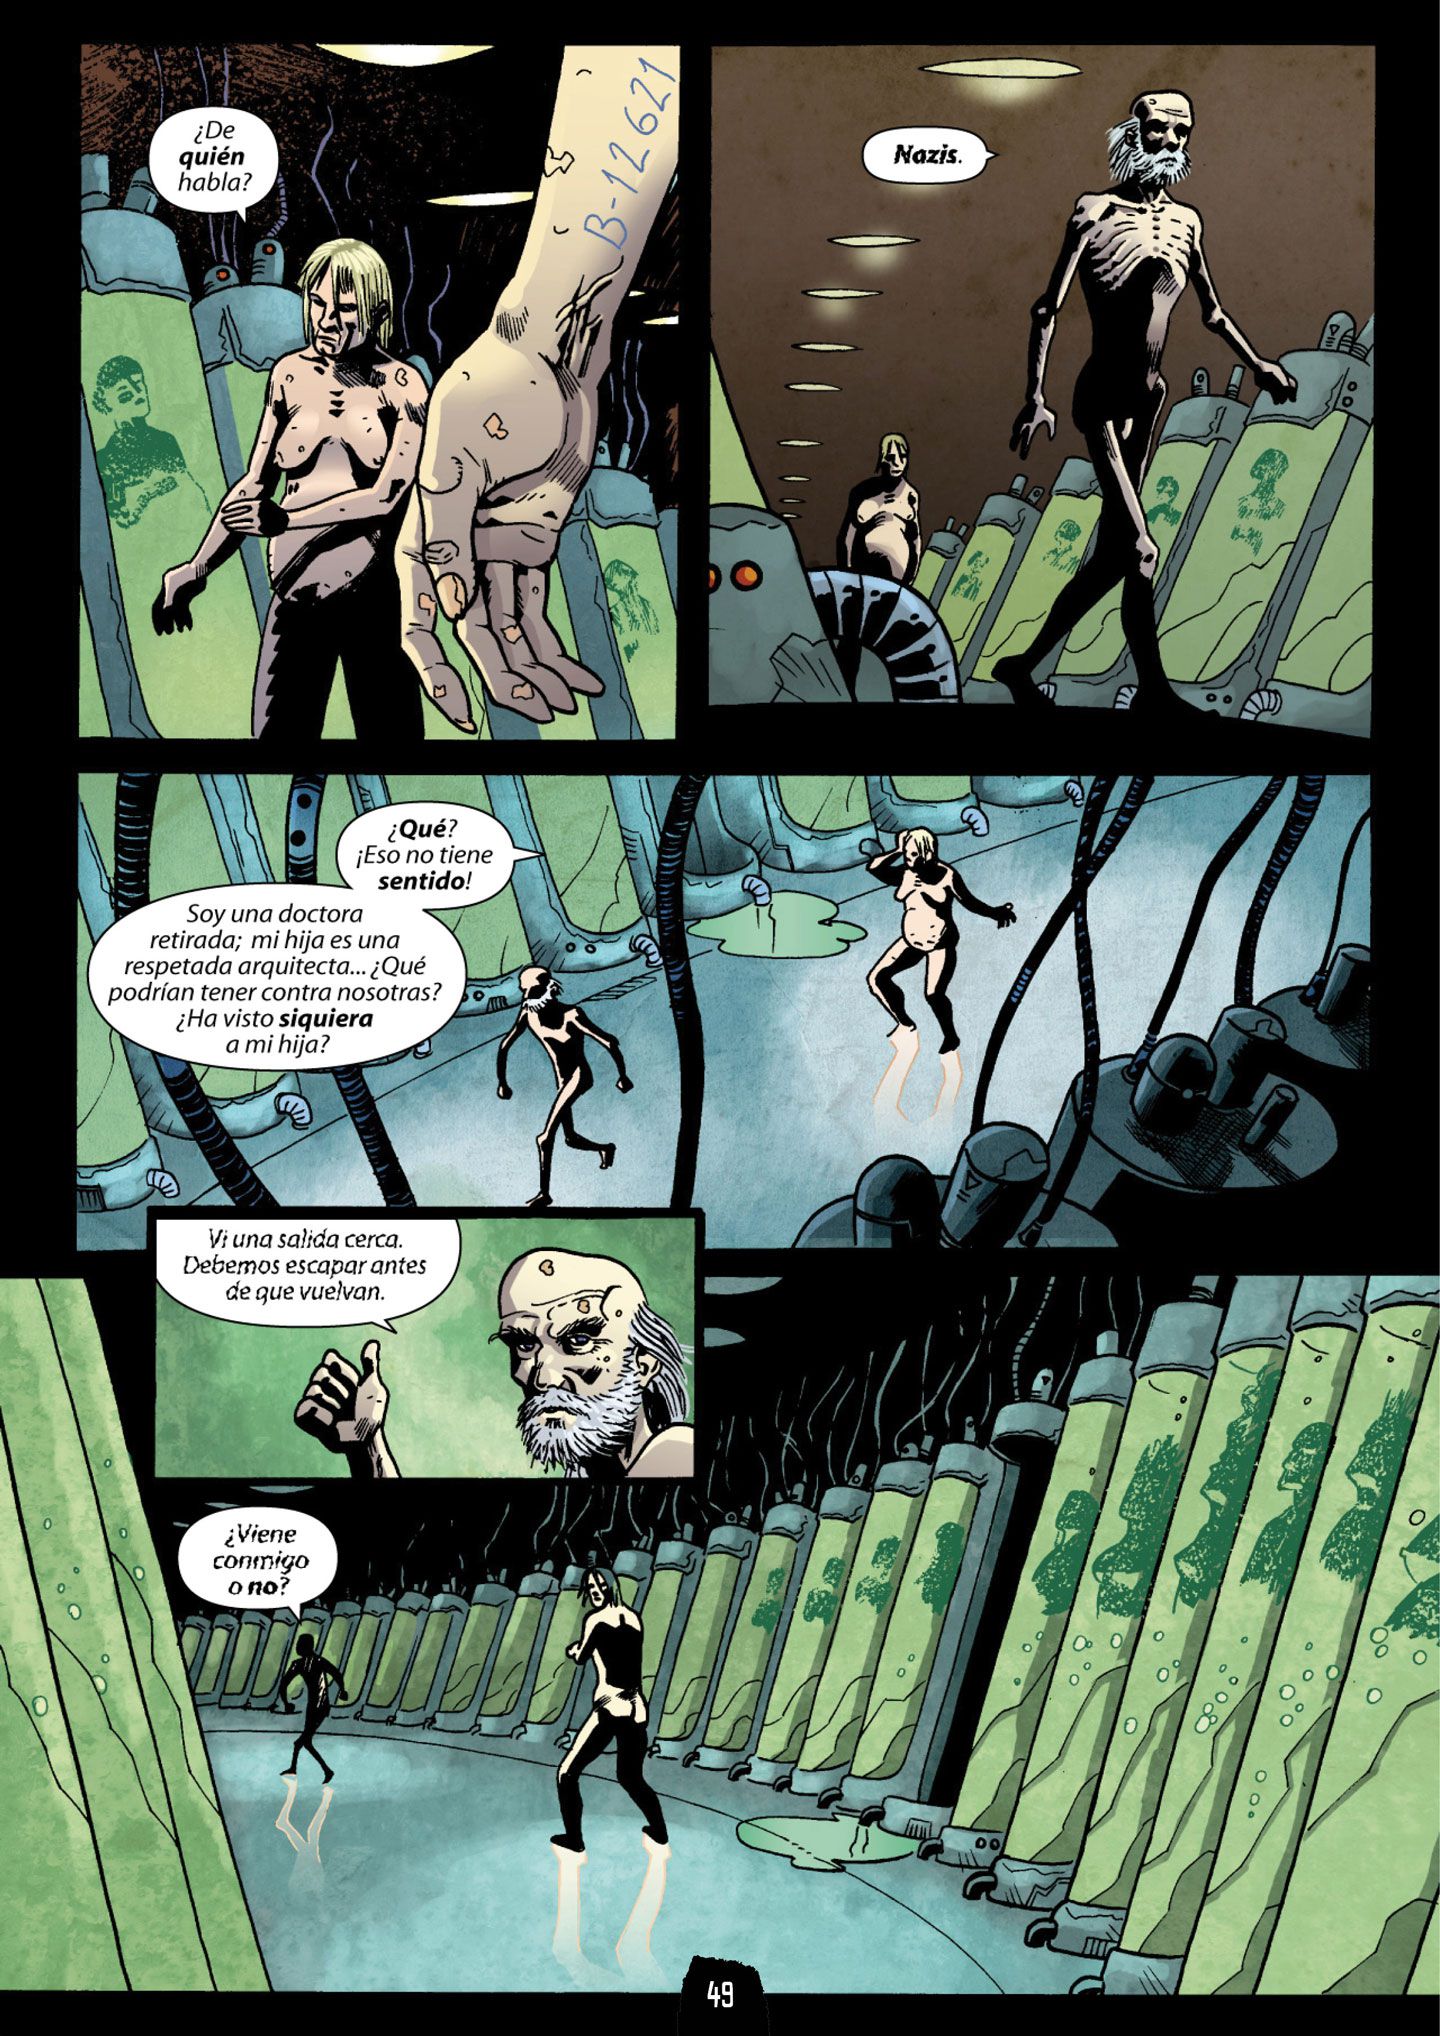 ¿De
quién
habla?
B-12621
Nazis.
¿Qué?
¡Eso no tiene
sentido!
Soy una doctora
retirada; mi hija es una
respetada arquitecta... ¿Qué
podrían tener contra nosotras?
¿Ha visto siquiera
a mi hija?
Vi una salida cerca.
Debemos escapar antes
de que vuelvan.
¿Viene
conmigo
o no?
49